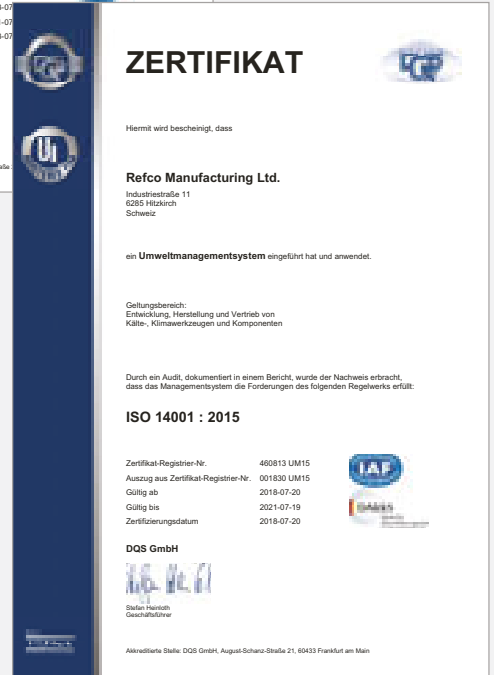 ZERTIFIKAT
Hiermit wird bescheinigt, dass
Refco Manufacturing Ltd.
Industriestraße 11
6285 Hitzkirch
Schweiz
ein Umweltmanagementsystem eingeführt hat und anwendet.
Geltungsbereich:
Entwicklung, Herstellung und Vertrieb von
Kälte-, Klimawerkzeugen und Komponenten
Durch ein Audit, dokumentiert in einem Bericht, wurde der Nachweis erbracht,
dass das Managementsystem die Forderungen des folgenden Regelwerks erfüllt:
ISO 14001 : 2015
Zertifikat-Registrier-Nr. 460813 UM15
Auszug aus Zertifikat-Registrier-Nr. 001830 UM15
Gültig ab 2018-07-20
Gültig bis 2021-07-19
Zertifizierungsdatum 2018-07-20
IAF
DAkkS
DQS GmbH
Stefan Heinloth
Geschäftsführer
Akkreditierte Stelle: DQS GmbH, August-Schanz-Straße 21, 60433 Frankfurt am Main